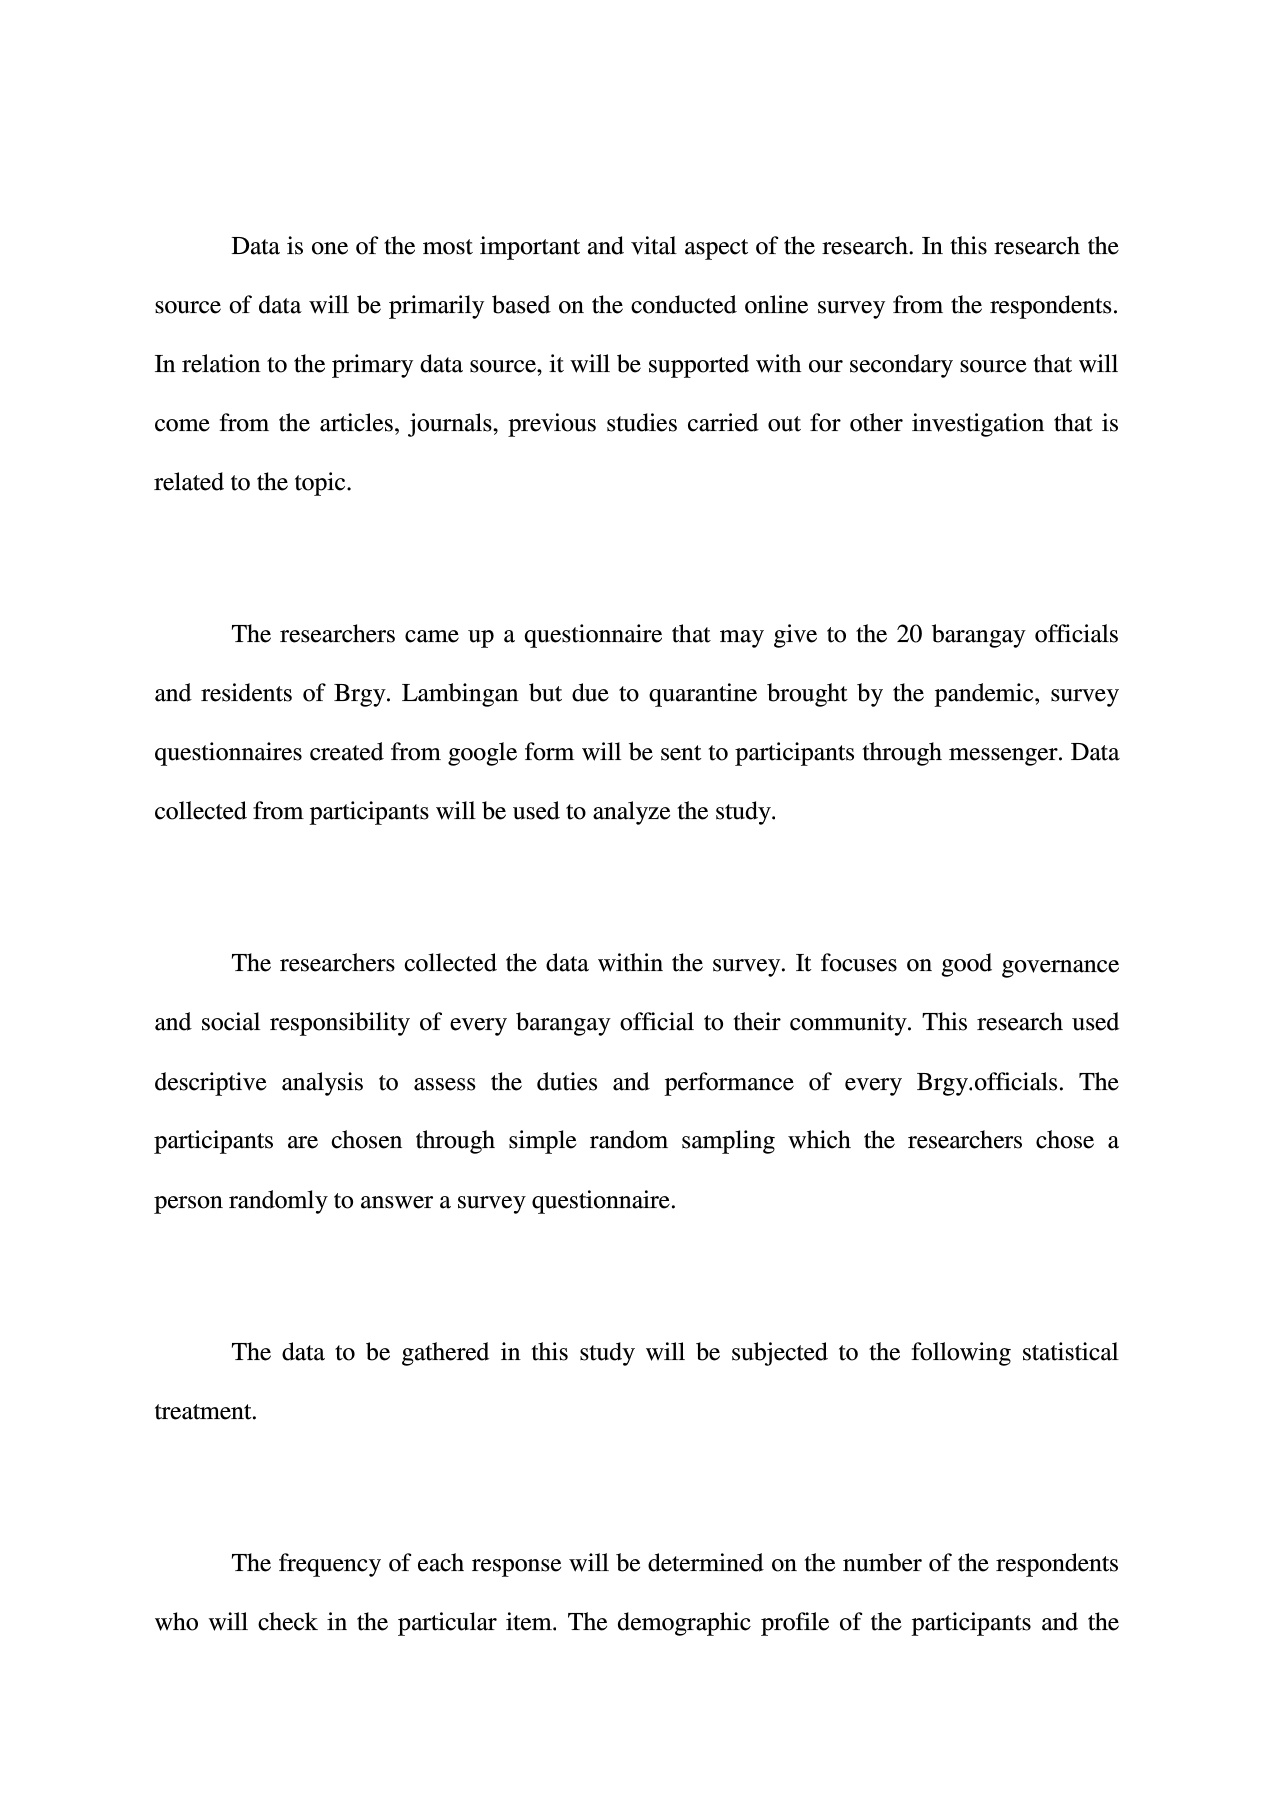 Data is one of the most important and vital aspect of the research. In this research the
source of data will be primarily based on the conducted online survey from the respondents.
In relation to the primary data source, it will be supported with our secondary source that will
come from the articles, journals, previous studies carried out for other investigation that is
related to the topic.
The researchers came up a questionnaire that may give to the 20 barangay officials
and residents of Brgy. Lambingan but due to quarantine brought by the pandemic, survey
questionnaires created from google form will be sent to participants through messenger. Data
collected from participants will be used to analyze the study.
The researchers collected the data within the survey. It focuses on good governance
and social responsibility of every barangay official to their community. This research used
descriptive analysis to assess the duties and performance of every Brgy.officials. The
participants are chosen through simple random sampling which the researchers chose a
person randomly to answer a survey questionnaire.
The data to be gathered in this study will be subjected to the following statistical
treatment.
The frequency of each response will be determined on the number of the respondents
who will check in the particular item. The demographic profile of the participants and the